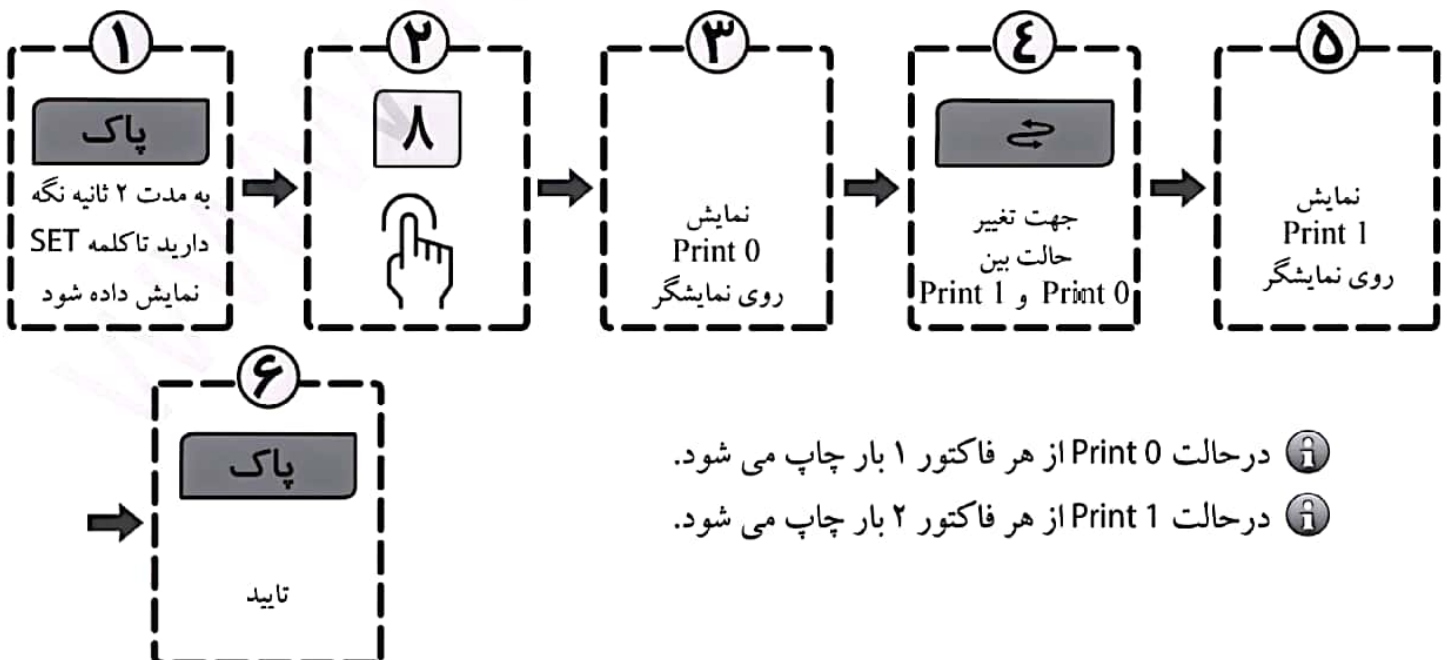 ۱
پاک
به مدت ۲ ثانیه نگه
دارید تاکلمه SET
نمایش داده شود
۲
۸
۳
نمایش
Print 0
روی نمایشگر
٤
جهت تغییر
حالت بین
Print 0 و Print 1
۵
نمایش
Print 1
روی نمایشگر
۶
پاک
تایید
درحالت Print 0 از هر فاکتور ۱ بار چاپ می شود.
درحالت Print 1 از هر فاکتور ۲ بار چاپ می شود.